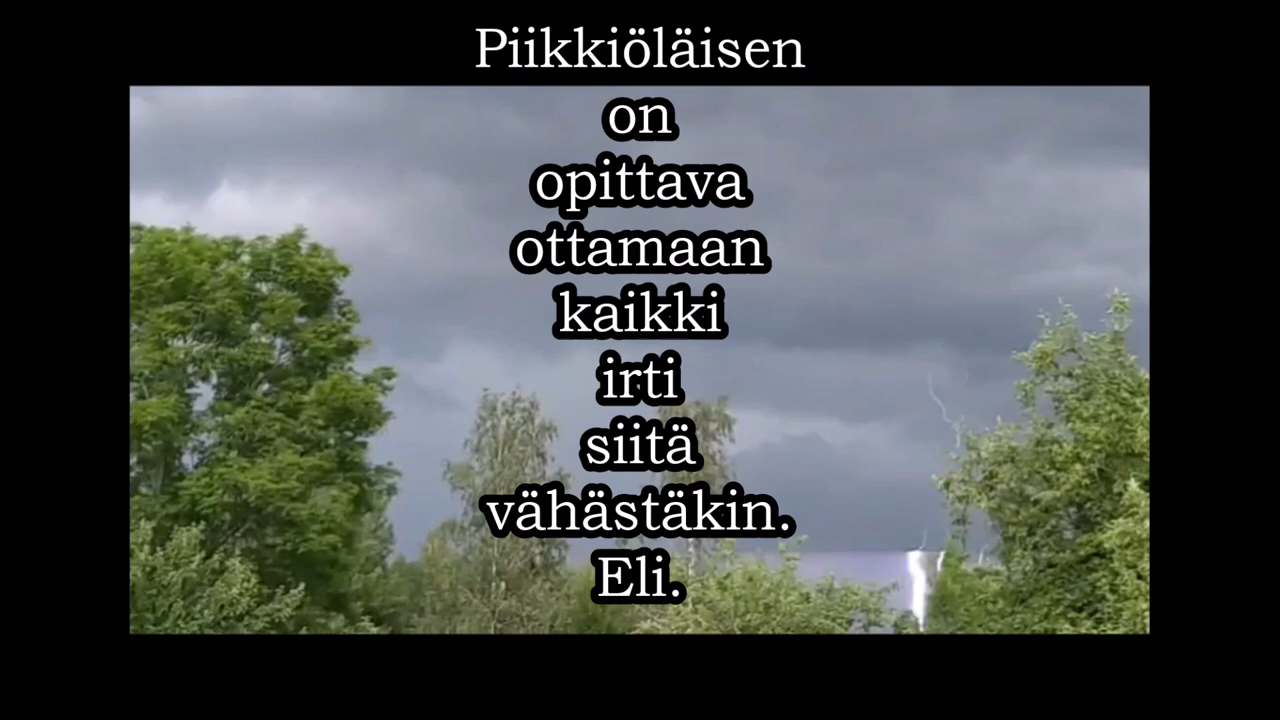 Piikkiöläisen
on
opittava
ottamaan
kaikki
irti
siitä
vähästäkin.
Eli.